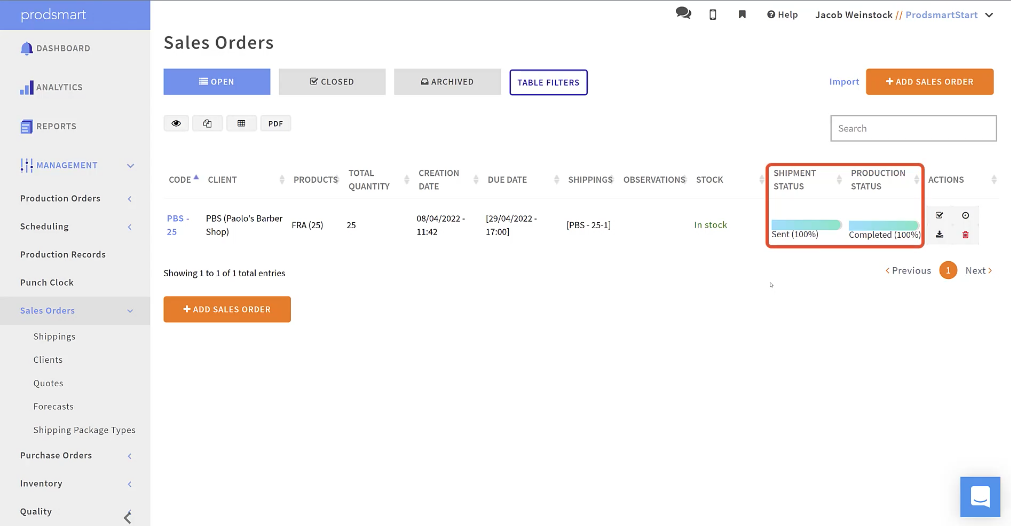 prodsmart
Help
Jacob Weinstock // ProdsmartStart
DASHBOARD
ANALYTICS
REPORTS
MANAGEMENT
Production Orders
Scheduling
Production Records
Punch Clock
Sales Orders
Shippings
Clients
Quotes
Forecasts
Shipping Package Types
Purchase Orders
Inventory
Quality
Sales Orders
OPEN
CLOSED
ARCHIVED
TABLE FILTERS
Import
+ ADD SALES ORDER
PDF
Search
CODE
CLIENT
PRODUCTS
TOTAL
QUANTITY
CREATION
DATE
DUE DATE
SHIPPINGS
OBSERVATIONS
STOCK
SHIPMENT
STATUS
PRODUCTION
STATUS
ACTIONS
PBS -
25
PBS (Paolo's Barber
Shop)
FRA (25)
25
08/04/2022 -
11:42
[29/04/2022 -
17:00]
[PBS - 25-1]
In stock
Sent (100%)
Completed (100%)
Showing 1 to 1 of 1 total entries
‹ Previous
1
Next ›
+ ADD SALES ORDER